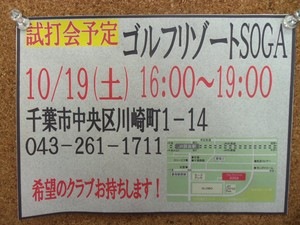 試打会予定 ゴルフリゾートSOGA
10/19(土) 16:00～19:00
千葉市中央区川崎町1-14
043-261-1711
希望のクラブお持ちします!